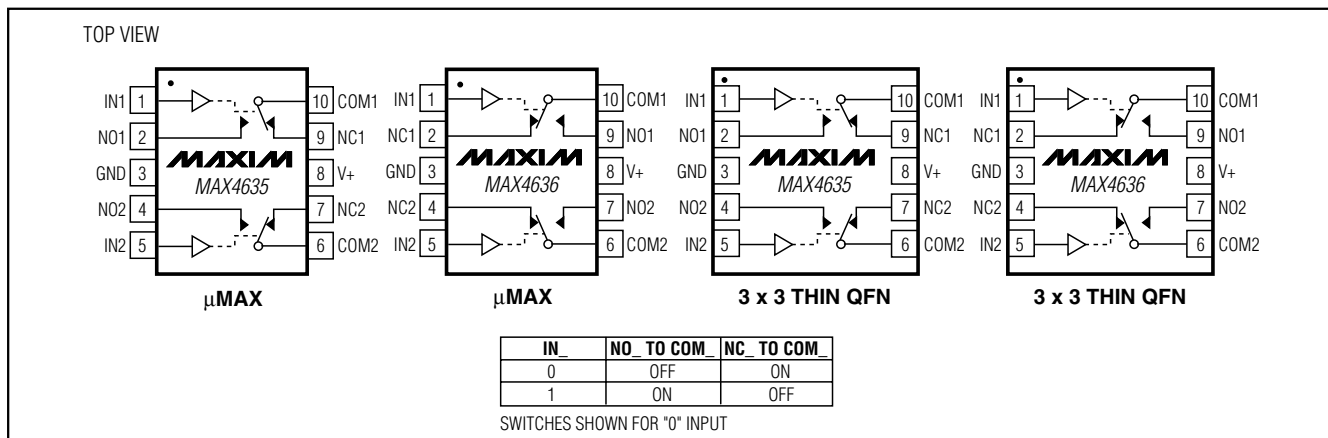 TOP VIEW
IN1 1 10 COM1
NO1 2 9 NC1
GND 3 8 V+
NO2 4 7 NC2
IN2 5 6 COM2
MAXIM
MAX4635
µMAX
IN1 1 10 COM1
NC1 2 9 NO1
GND 3 8 V+
NC2 4 7 NO2
IN2 5 6 COM2
MAXIM
MAX4636
µMAX
IN1 1 10 COM1
NO1 2 9 NC1
GND 3 8 V+
NO2 4 7 NC2
IN2 5 6 COM2
MAXIM
MAX4635
3 x 3 THIN QFN
IN1 1 10 COM1
NC1 2 9 NO1
GND 3 8 V+
NC2 4 7 NO2
IN2 5 6 COM2
MAXIM
MAX4636
3 x 3 THIN QFN
IN_ NO_ TO COM_ NC_ TO COM_
0 OFF ON
1 ON OFF
SWITCHES SHOWN FOR "0" INPUT